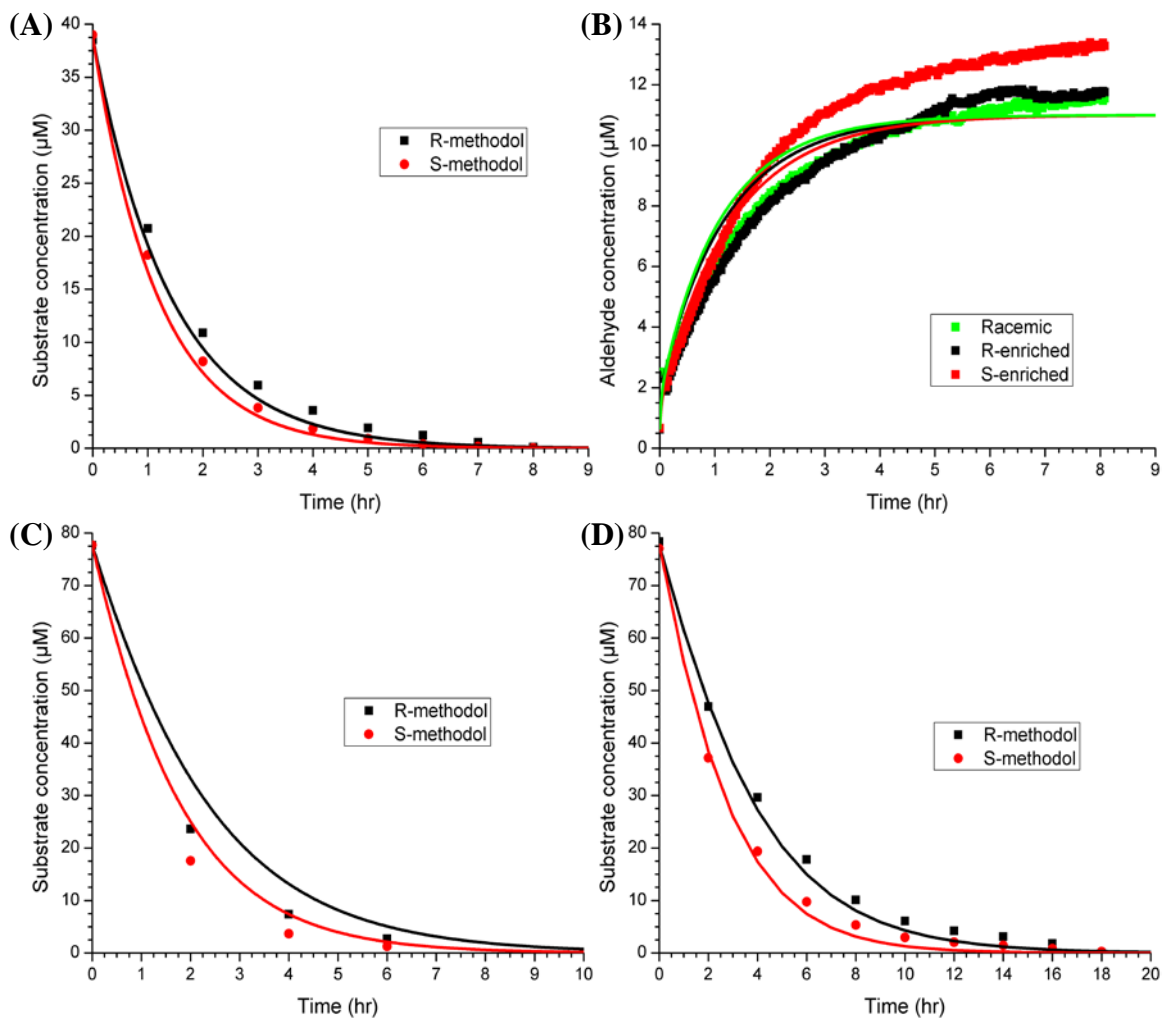 (A)
Substrate concentration (µM)
40
35
30
25
20
15
10
5
0
R-methodol
S-methodol
0 1 2 3 4 5 6 7 8 9
Time (hr)
(B)
Aldehyde concentration (µM)
14
12
10
8
6
4
2
0
Racemic
R-enriched
S-enriched
0 1 2 3 4 5 6 7 8 9
Time (hr)
(C)
Substrate concentration (µM)
80
70
60
50
40
30
20
10
0
R-methodol
S-methodol
0 1 2 3 4 5 6 7 8 9 10
Time (hr)
(D)
Substrate concentration (µM)
80
70
60
50
40
30
20
10
0
R-methodol
S-methodol
0 2 4 6 8 10 12 14 16 18 20
Time (hr)